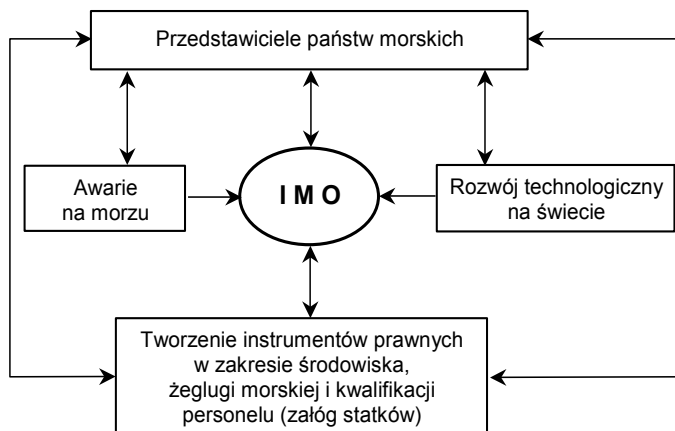 Przedstawiciele państw morskich
Awarie
na morzu
I M O
Rozwój technologiczny
na świecie
Tworzenie instrumentów prawnych
w zakresie środowiska,
żeglugi morskiej i kwalifikacji
personelu (załóg statków)